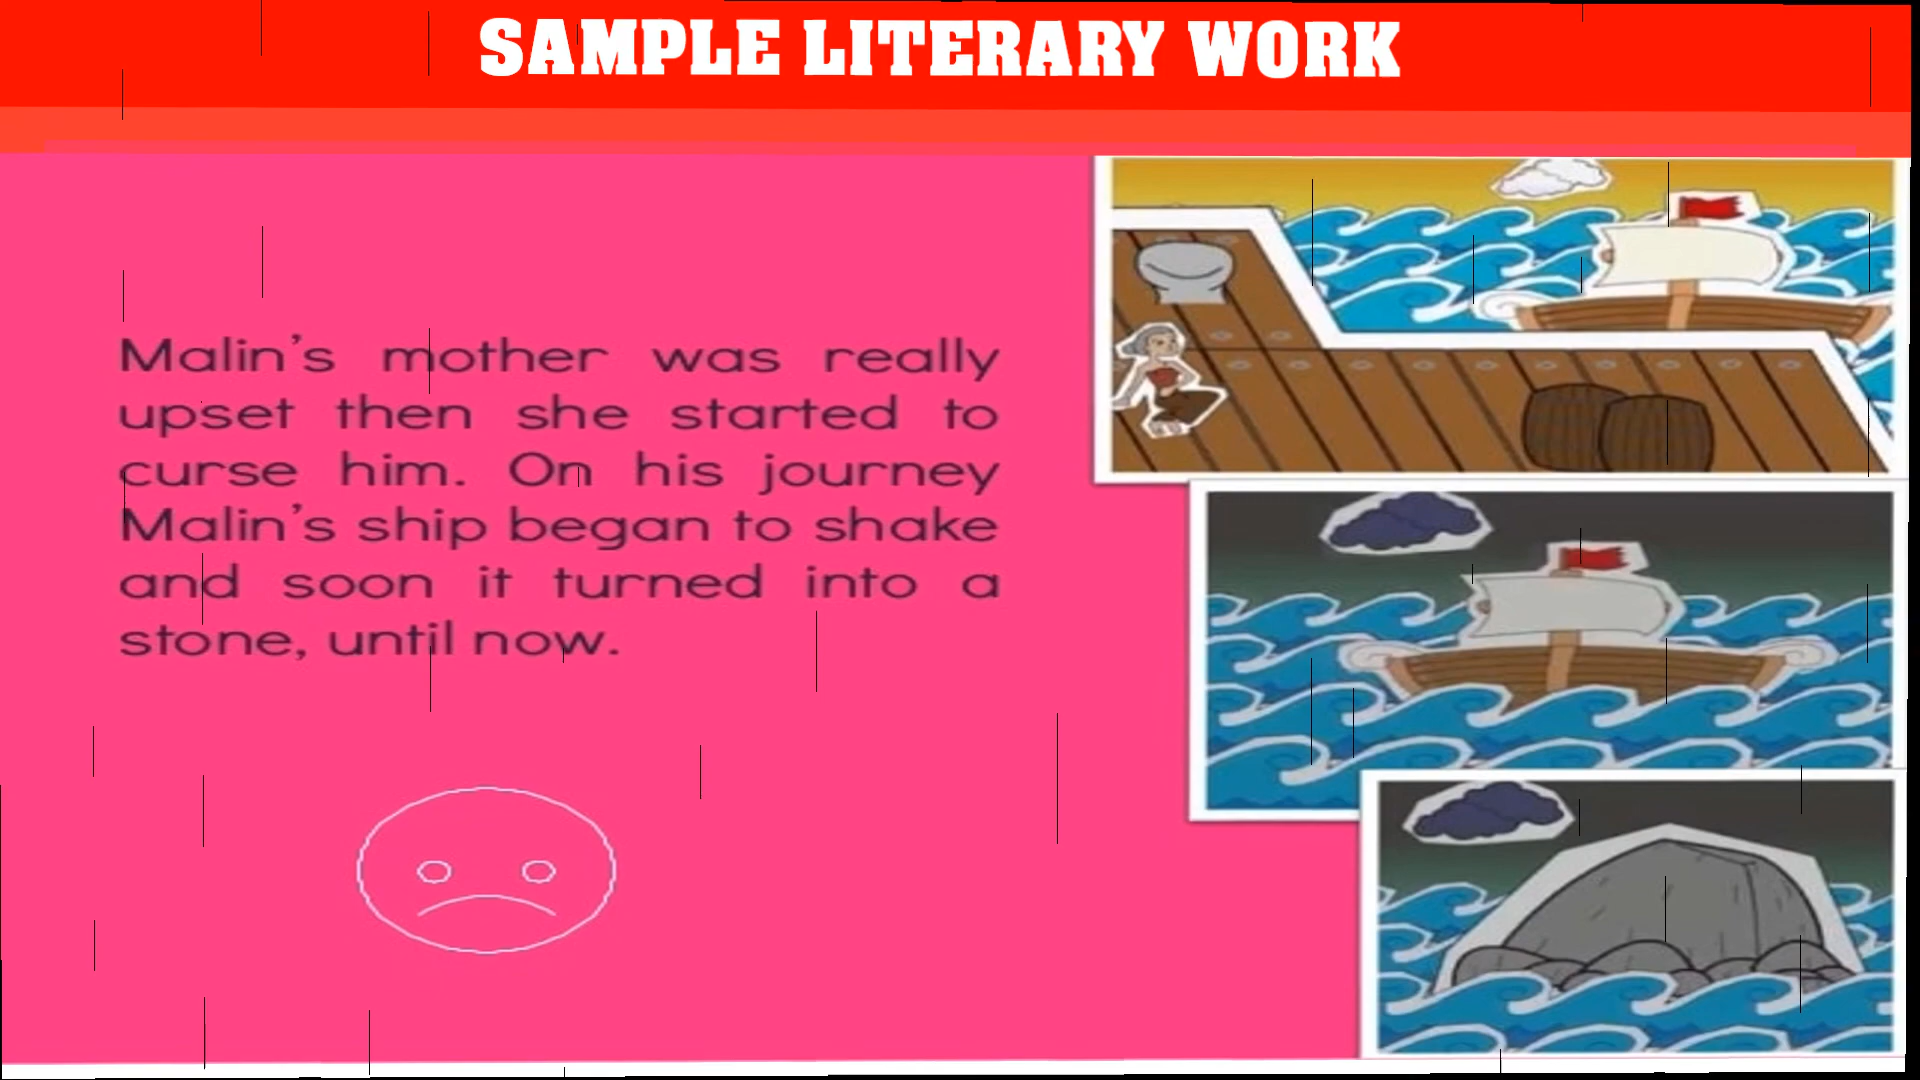 SAMPLE LITERARY WORK
Malin's mother was really
upset then she started to
curse him. On his journey
Malin's ship began to shake
and soon it turned into a
stone, until now.